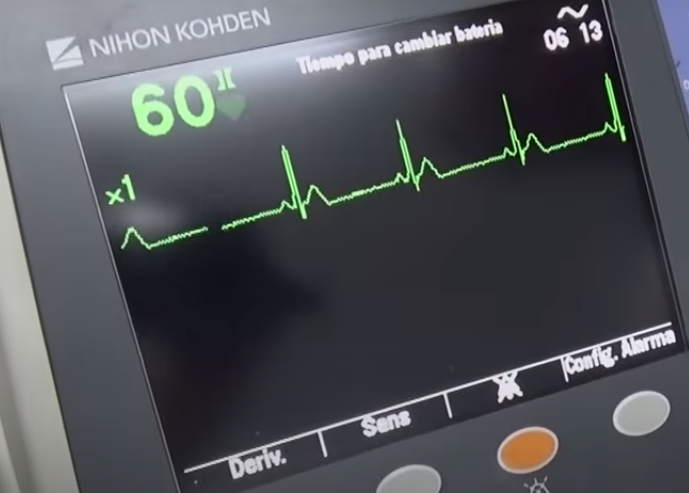 NIHON KOHDEN
Tiempo para cambiar bateria
06 13
60 II
x1
Deriv.
Sens
Config. Alarma